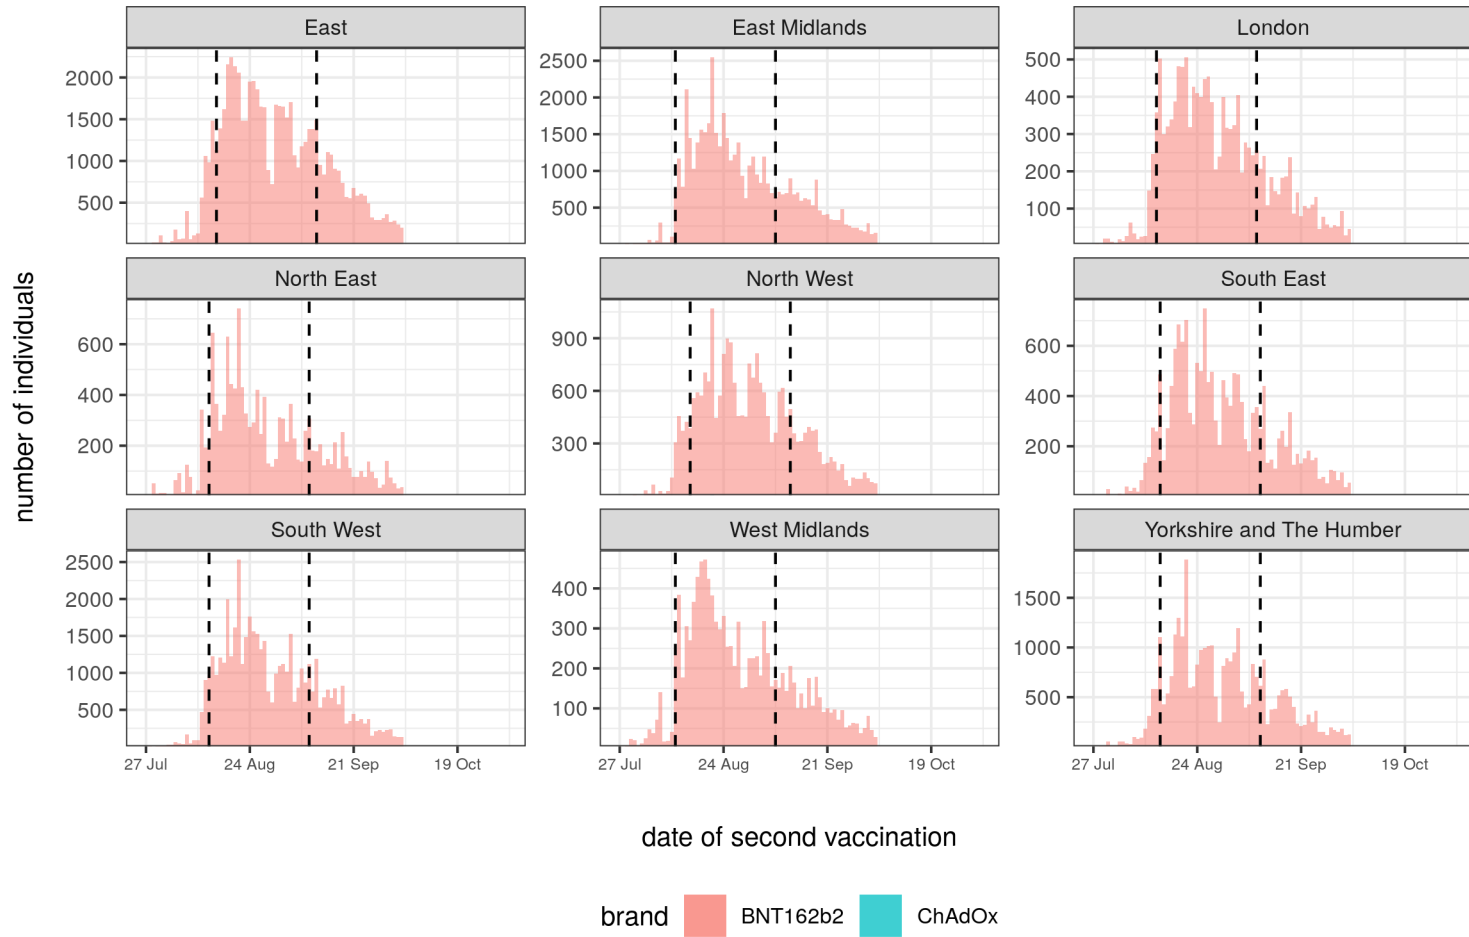 East
East Midlands
London
2000
1500
1000
500
2500
2000
1500
1000
500
500
400
300
200
100
North East
North West
South East
600
400
200
900
600
300
600
400
200
South West
West Midlands
Yorkshire and The Humber
2500
2000
1500
1000
500
400
300
200
100
1500
1000
500
27 Jul 24 Aug 21 Sep 19 Oct
27 Jul 24 Aug 21 Sep 19 Oct
27 Jul 24 Aug 21 Sep 19 Oct
number of individuals
date of second vaccination
brand BNT162b2 ChAdOx